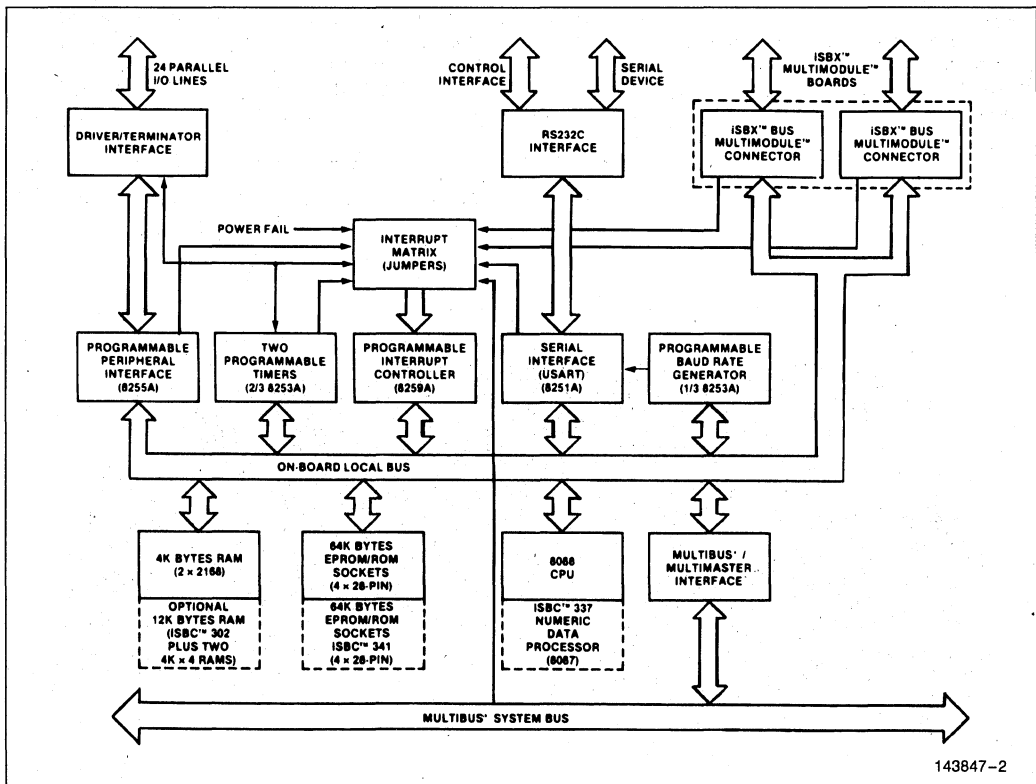 24 PARALLEL
I/O LINES
CONTROL
INTERFACE
SERIAL
DEVICE
iSBX™
MULTIMODULE™
BOARDS
DRIVER/TERMINATOR
INTERFACE
RS232C
INTERFACE
iSBX™ BUS
MULTIMODULE™
CONNECTOR
iSBX™ BUS
MULTIMODULE™
CONNECTOR
POWER FAIL
INTERRUPT
MATRIX
(JUMPERS)
PROGRAMMABLE
PERIPHERAL
INTERFACE
(8255A)
TWO
PROGRAMMABLE
TIMERS
(2/3 8253A)
PROGRAMMABLE
INTERRUPT
CONTROLLER
(8259A)
SERIAL
INTERFACE
(USART)
(8251A)
PROGRAMMABLE
BAUD RATE
GENERATOR
(1/3 8253A)
ON-BOARD LOCAL BUS
4K BYTES RAM
(2 × 2168)
OPTIONAL
12K BYTES RAM
(iSBC™ 302
PLUS TWO
4K × 4 RAMS)
64K BYTES
EPROM/ROM
SOCKETS
(4 × 28-PIN)
64K BYTES
EPROM/ROM
SOCKETS
iSBC™ 341
(4 × 28-PIN)
8088
CPU
iSBC™ 337
NUMERIC
DATA
PROCESSOR
(8087)
MULTIBUS* /
MULTIMASTER
INTERFACE
MULTIBUS* SYSTEM BUS
143847-2